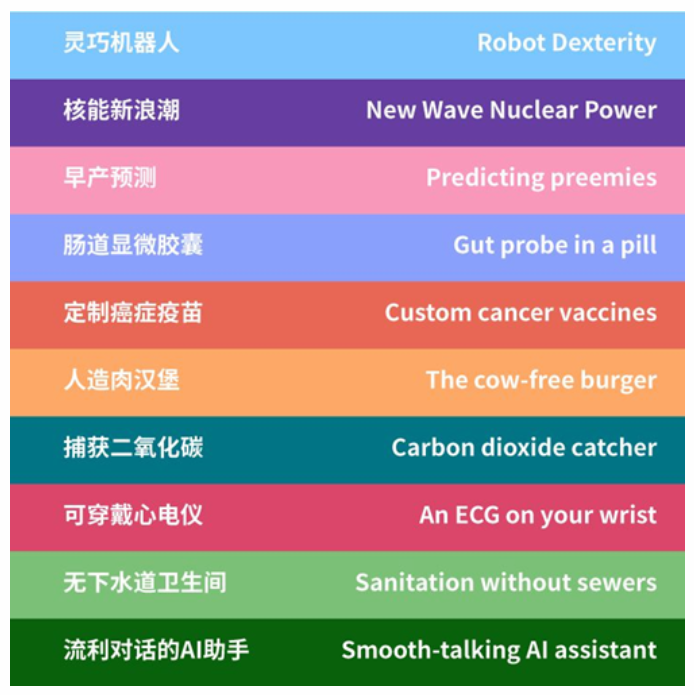 灵巧机器人 Robot Dexterity
核能新浪潮 New Wave Nuclear Power
早产预测 Predicting preemies
肠道显微胶囊 Gut probe in a pill
定制癌症疫苗 Custom cancer vaccines
人造肉汉堡 The cow-free burger
捕获二氧化碳 Carbon dioxide catcher
可穿戴心电仪 An ECG on your wrist
无下水道卫生间 Sanitation without sewers
流利对话的AI助手 Smooth-talking AI assistant